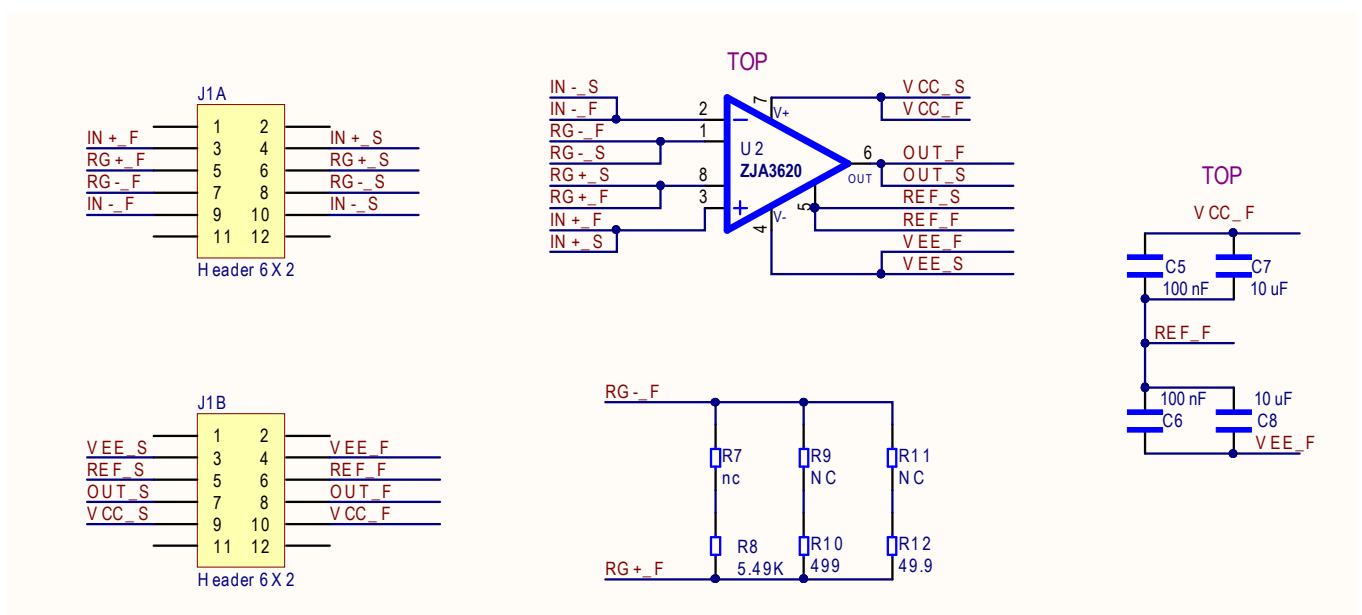 TOP
J1A
1 2
IN+_F 3 4 IN+_S
RG+_F 5 6 RG+_S
RG-_F 7 8 RG-_S
IN-_F 9 10 IN-_S
11 12
Header 6X2
IN-_S
IN-_F 2
RG-_F 1
RG-_S
RG+_S 8
RG+_F 3
IN+_F
IN+_S
7 V+
U2
ZJA3620
6
OUT
5
4 V-
VCC_S
VCC_F
OUT_F
OUT_S
REF_S
REF_F
VEE_F
VEE_S
TOP
VCC_F
C5 C7
100 nF 10 uF
REF_F
100 nF 10 uF
C6 C8
VEE_F
J1B
1 2
VEE_S 3 4 VEE_F
REF_S 5 6 REF_F
OUT_S 7 8 OUT_F
VCC_S 9 10 VCC_F
11 12
Header 6X2
RG-_F
R7 R9 R11
nc NC NC
R8 R10 R12
5.49K 499 49.9
RG+_F